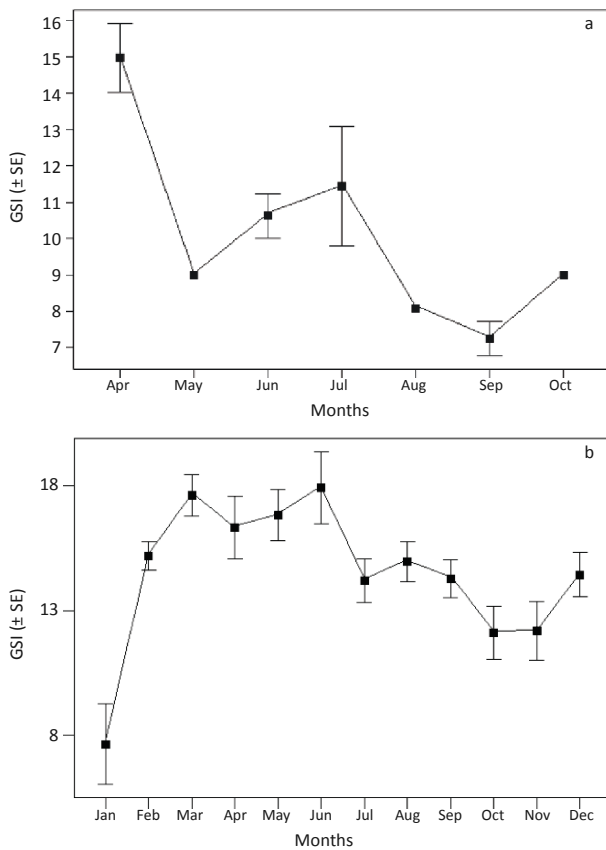 a
16
15
14
13
12
11
10
9
8
7
GSI (± SE)
Apr May Jun Jul Aug Sep Oct
Months
b
18
13
8
GSI (± SE)
Jan Feb Mar Apr May Jun Jul Aug Sep Oct Nov Dec
Months